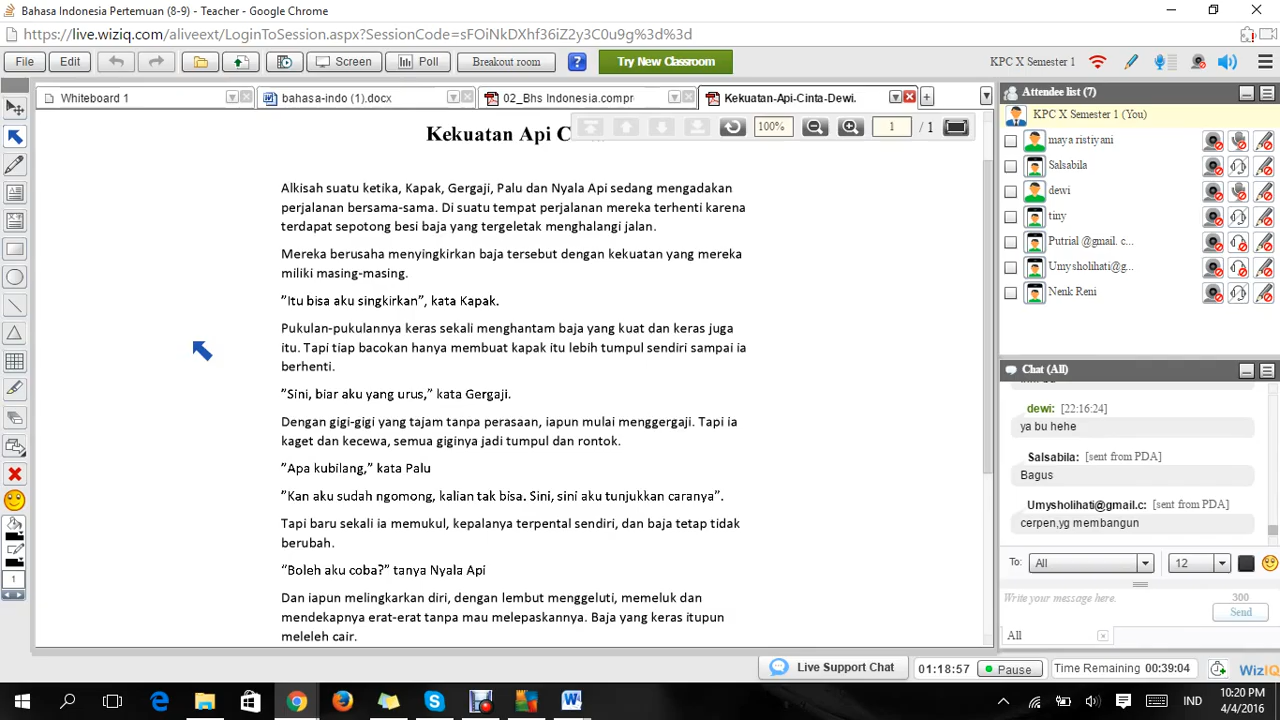 Bahasa Indonesia Pertemuan (8-9) - Teacher - Google Chrome
https://live.wiziq.com/aliveext/LoginToSession.aspx?SessionCode=sFOiNkDXhf36iZ2y3C0u9g%3d%3d
File Edit Screen Poll Breakout room ? Try New Classroom KPC X Semester 1
Whiteboard 1 bahasa-indo (1).docx 02_Bhs Indonesia.compr Kekuatan-Api-Cinta-Dewi.
100% 1 / 1
Kekuatan Api C
Alkisah suatu ketika, Kapak, Gergaji, Palu dan Nyala Api sedang mengadakan
perjalanan bersama-sama. Di suatu tempat perjalanan mereka terhenti karena
terdapat sepotong besi baja yang tergeletak menghalangi jalan.
Mereka berusaha menyingkirkan baja tersebut dengan kekuatan yang mereka
miliki masing-masing.
”Itu bisa aku singkirkan”, kata Kapak.
Pukulan-pukulannya keras sekali menghantam baja yang kuat dan keras juga
itu. Tapi tiap bacokan hanya membuat kapak itu lebih tumpul sendiri sampai ia
berhenti.
”Sini, biar aku yang urus,” kata Gergaji.
Dengan gigi-gigi yang tajam tanpa perasaan, iapun mulai menggergaji. Tapi ia
kaget dan kecewa, semua giginya jadi tumpul dan rontok.
”Apa kubilang,” kata Palu
”Kan aku sudah ngomong, kalian tak bisa. Sini, sini aku tunjukkan caranya”.
Tapi baru sekali ia memukul, kepalanya terpental sendiri, dan baja tetap tidak
berubah.
“Boleh aku coba?” tanya Nyala Api
Dan iapun melingkarkan diri, dengan lembut menggeluti, memeluk dan
mendekapnya erat-erat tanpa mau melepaskannya. Baja yang keras itupun
meleleh cair.
1
Attendee list (7)
KPC X Semester 1 (You)
maya ristiyani
Salsabila
dewi
tiny
Putrial @gmail. c...
Umysholihati@g...
Nenk Reni
Chat (All)
dewi: [22:16:24]
ya bu hehe
Salsabila: [sent from PDA]
Bagus
Umysholihati@gmail.c: [sent from PDA]
cerpen,yg membangun
To: All 12
Write your message here. 300
Send
All
Live Support Chat 01:18:57 Pause Time Remaining 00:39:04 WizIQ
IND 10:20 PM
4/4/2016